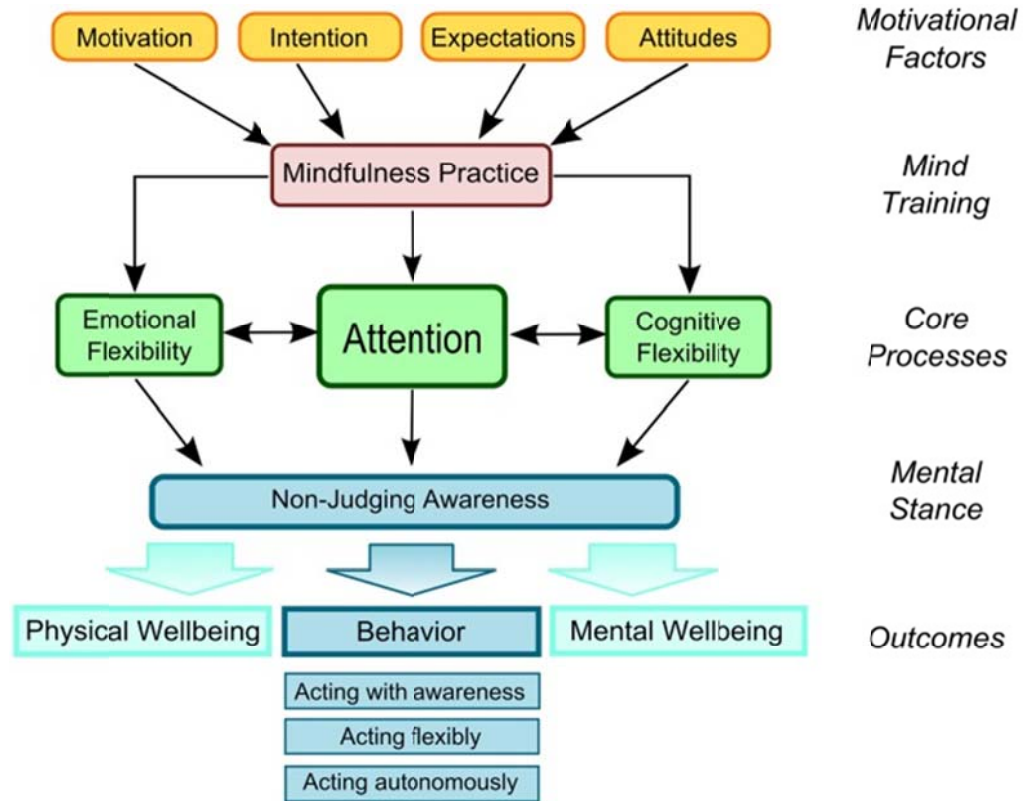 Motivation
Intention
Expectations
Attitudes
Motivational
Factors
Mindfulness Practice
Mind
Training
Emotional
Flexibility
Attention
Cognitive
Flexibility
Core
Processes
Non-Judging Awareness
Mental
Stance
Physical Wellbeing
Behavior
Mental Wellbeing
Outcomes
Acting with awareness
Acting flexibly
Acting autonomously